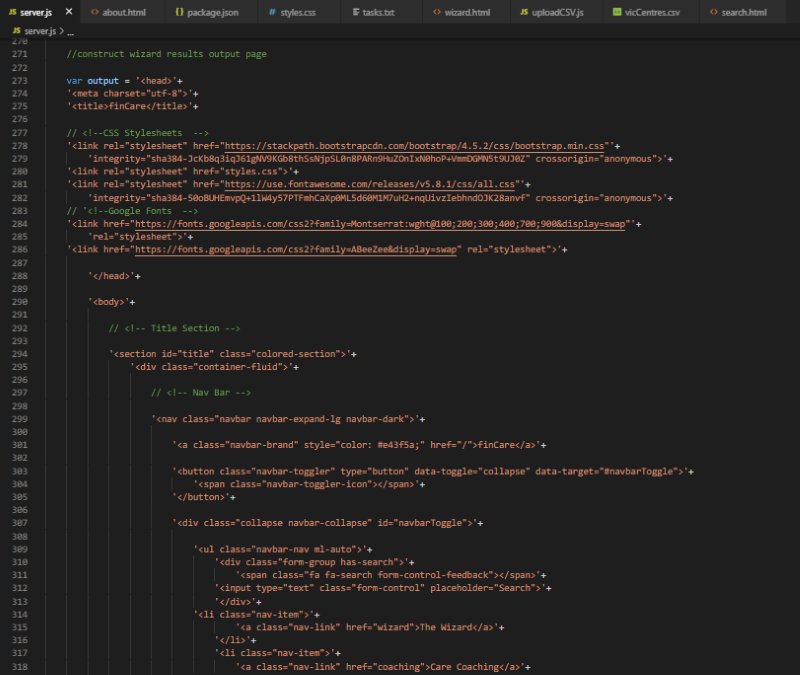 server.js × about.html package.json styles.css tasks.txt wizard.html uploadCSV.js vicCentres.csv search.html
server.js > ...
270
271 //construct wizard results output page
272
273 var output = '<head>'+
274 '<meta charset="utf-8">'+
275 '<title>finCare</title>'+
276
277 // <!--CSS Stylesheets -->
278 '<link rel="stylesheet" href="https://stackpath.bootstrapcdn.com/bootstrap/4.5.2/css/bootstrap.min.css"'+
279 'integrity="sha384-JcKb8q3iqJ61gNV9KGb8thSsNjpSL0n8PARn9HuZOnIxN0hoP+VmmDGMN5t9UJ0Z" crossorigin="anonymous">'+
280 '<link rel="stylesheet" href="styles.css">'+
281 '<link rel="stylesheet" href="https://use.fontawesome.com/releases/v5.8.1/css/all.css"'+
282 'integrity="sha384-50oBUHEmvpQ+1lW4y57PTFmhCaXp0ML5d60M1M7uH2+nqUivzIebhndOJK28anvf" crossorigin="anonymous">'+
283 // '<!--Google Fonts -->
284 '<link href="https://fonts.googleapis.com/css2?family=Montserrat:wght@100;200;300;400;700;900&display=swap"'+
285 'rel="stylesheet">'+
286 '<link href="https://fonts.googleapis.com/css2?family=ABeeZee&display=swap" rel="stylesheet">'+
287
288 '</head>'+
289
290 '<body>'+
291
292 // <!-- Title Section -->
293
294 '<section id="title" class="colored-section">'+
295 '<div class="container-fluid">'+
296
297 // <!-- Nav Bar -->
298
299 '<nav class="navbar navbar-expand-lg navbar-dark">'+
300
301 '<a class="navbar-brand" style="color: #e43f5a;" href="/">finCare</a>'+
302
303 '<button class="navbar-toggler" type="button" data-toggle="collapse" data-target="#navbarToggle">'+
304 '<span class="navbar-toggler-icon"></span>'+
305 '</button>'+
306
307 '<div class="collapse navbar-collapse" id="navbarToggle">'+
308
309 '<ul class="navbar-nav ml-auto">'+
310 '<div class="form-group has-search">'+
311 '<span class="fa fa-search form-control-feedback"></span>'+
312 '<input type="text" class="form-control" placeholder="Search">'+
313 '</div>'+
314 '<li class="nav-item">'+
315 '<a class="nav-link" href="wizard">The Wizard</a>'+
316 '</li>'+
317 '<li class="nav-item">'+
318 '<a class="nav-link" href="coaching">Care Coaching</a>'+